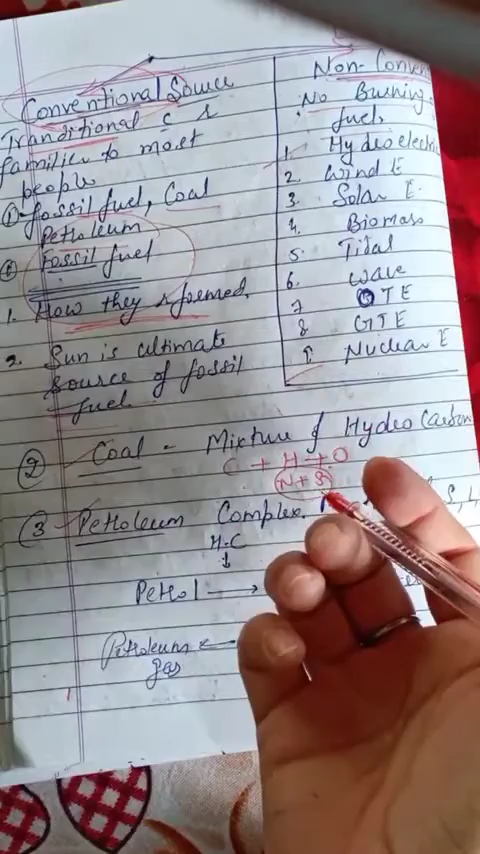 Conventional Source
Tranditional & r
familier to most
people
① fossil fuel, Coal
Petroleum
② Fossil fuel
1. How they r formed.
2. Sun is ultimate
source of fossil
fuel
Non-Conven
No Burning.
fuel.
1. Hydroelectric
2. Wind E
3. Solar E.
4. Biomass
5. Tidal
6. wave
7 OTE
8 GTE
9. Nuclear E
② Coal - Mixture of Hydro Carbon
C + H + O
(N+S)
③ Petroleum Complex.
H.C
↓
Petrol →
Petroleum ←
gas